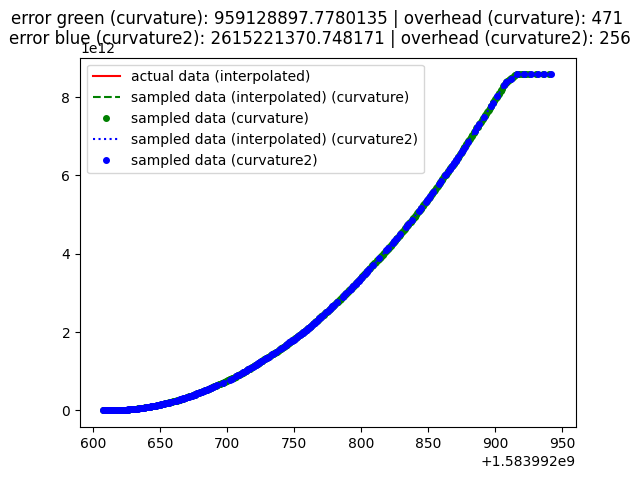 error green (curvature): 959128897.7780135 | overhead (curvature): 471
error blue (curvature2): 2615221370.748171 | overhead (curvature2): 256
1e12
actual data (interpolated)
sampled data (interpolated) (curvature)
sampled data (curvature)
sampled data (interpolated) (curvature2)
sampled data (curvature2)
8
6
4
2
0
600 650 700 750 800 850 900 950
+1.583992e9